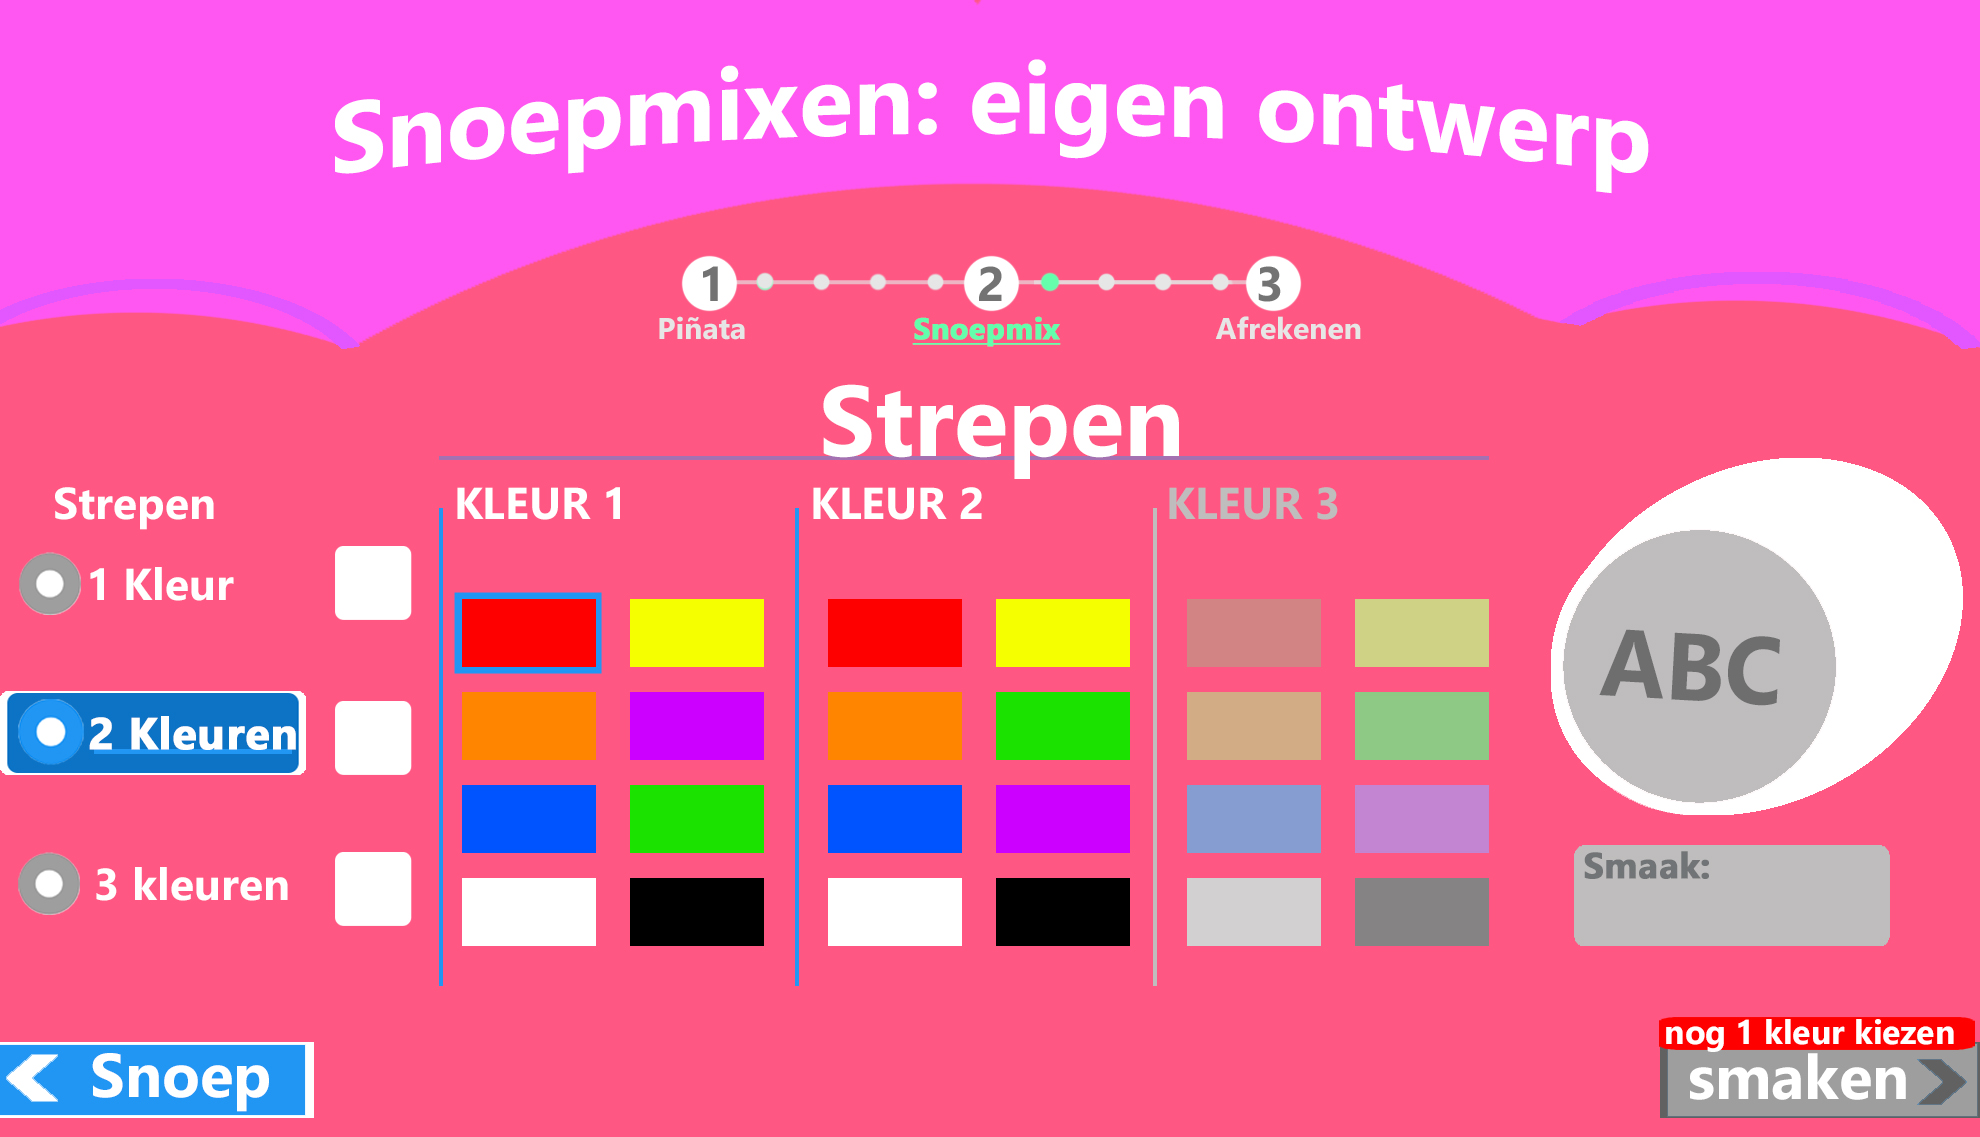 Snoepmixen: eigen ontwerp
1 2 3
Piñata Snoepmix Afrekenen
Strepen
Strepen KLEUR 1 KLEUR 2 KLEUR 3
1 Kleur
2 Kleuren
3 kleuren
ABC
Smaak:
nog 1 kleur kiezen
Snoep smaken